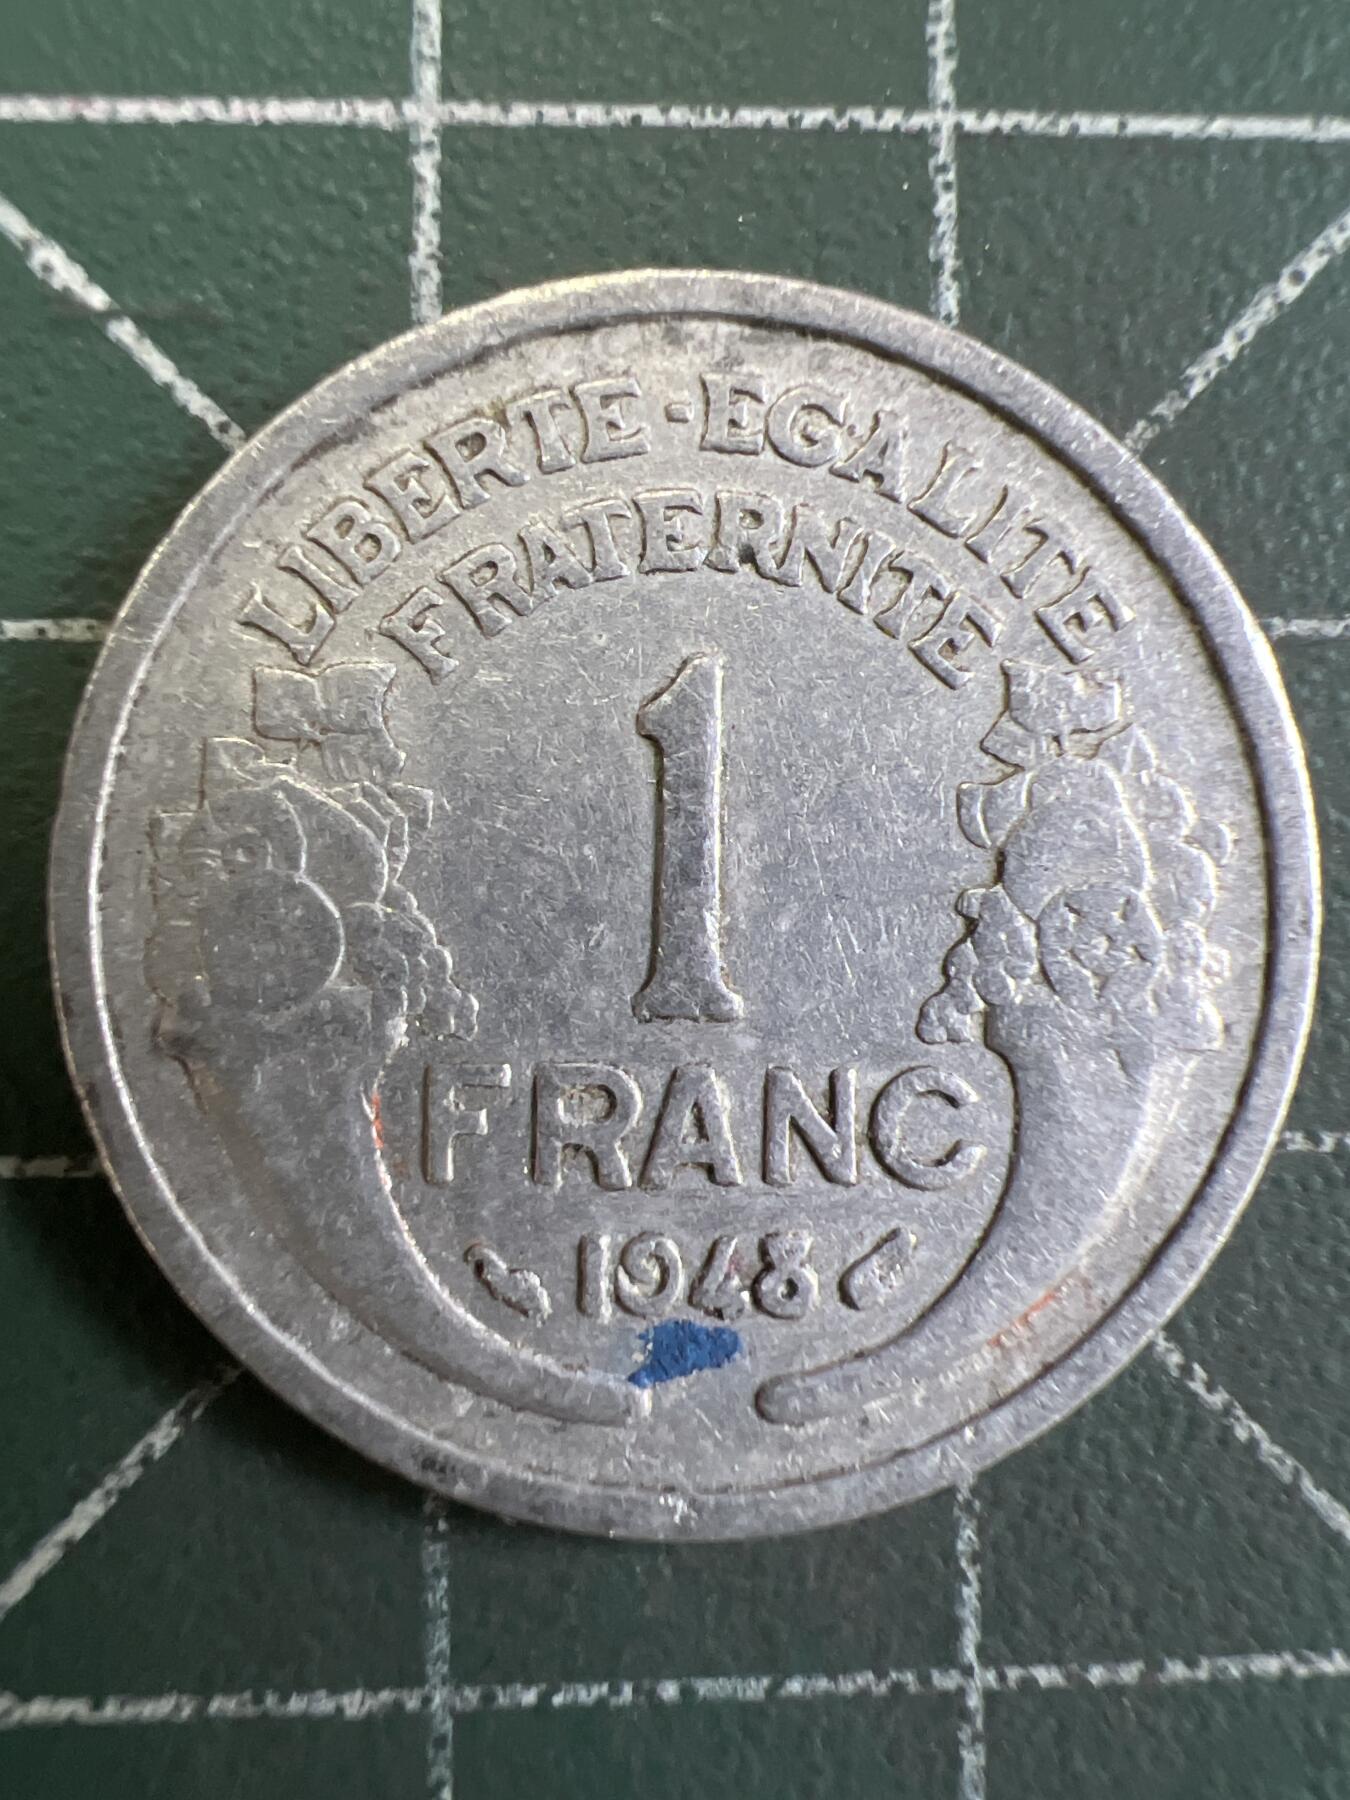 LIBERTE·EGALITE
FRATERNITE
1
FRANC
1948